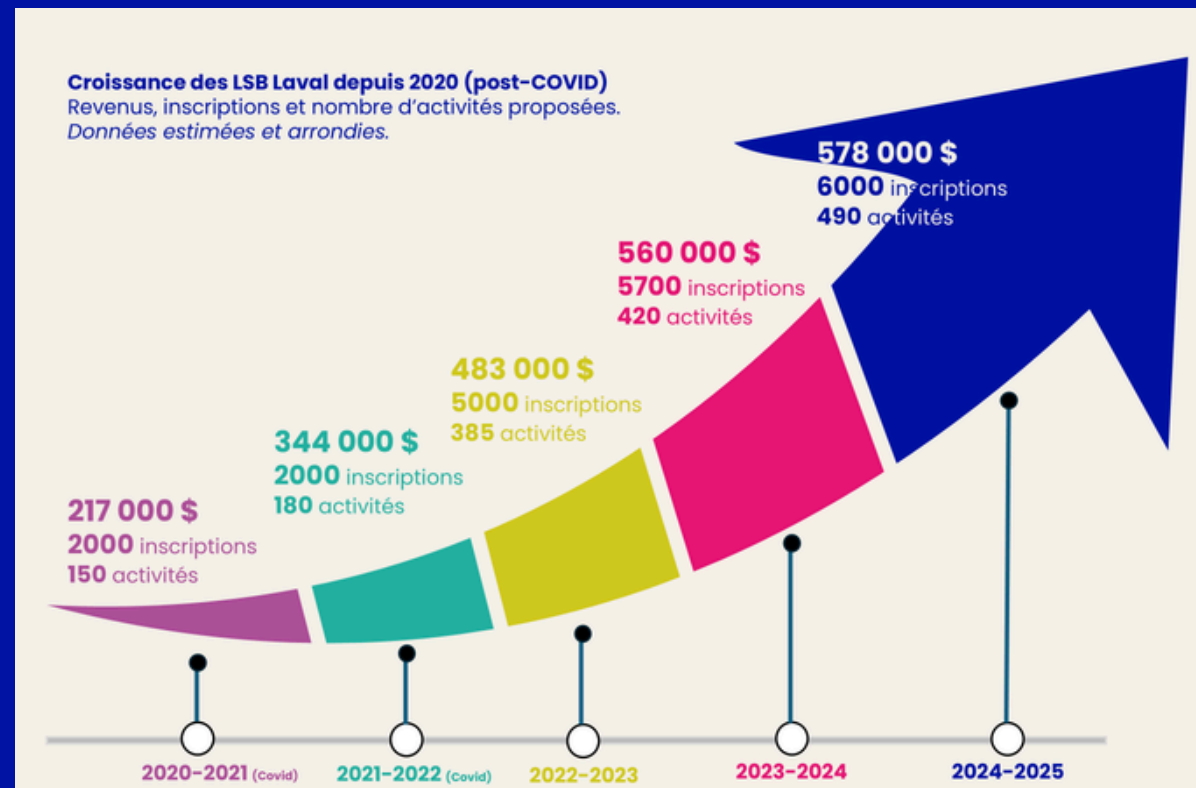 Croissance des LSB Laval depuis 2020 (post-COVID)
Revenus, inscriptions et nombre d'activités proposées.
Données estimées et arrondies.
217 000 $
2000 inscriptions
150 activités
344 000 $
2000 inscriptions
180 activités
483 000 $
5000 inscriptions
385 activités
560 000 $
5700 inscriptions
420 activités
578 000 $
6000 inscriptions
490 activités
2020-2021 (Covid)
2021-2022 (Covid)
2022-2023
2023-2024
2024-2025